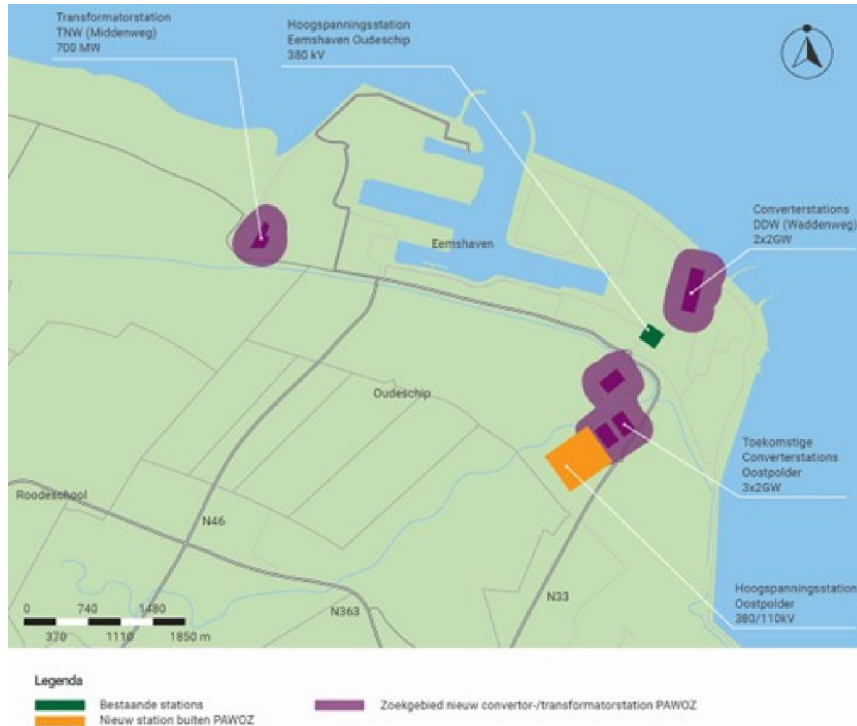 Transformatorstation
TNW (Middenweg)
700 MW
Hoogspanningsstation
Eemshaven Oudeschip
380 kV
Converterstations
DDW (Waddenweg)
2x2GW
Eemshaven
Oudeschip
Toekomstige
Converterstations
Oostpolder
3x2GW
Roodeschool
N46
N363
N33
Hoogspanningsstation
Oostpolder
380/110kV
0 740 1480
370 1110 1850 m
Legenda
Bestaande stations
Nieuw station buiten PAWOZ
Zoekgebied nieuw convertor-/transformatorstation PAWOZ